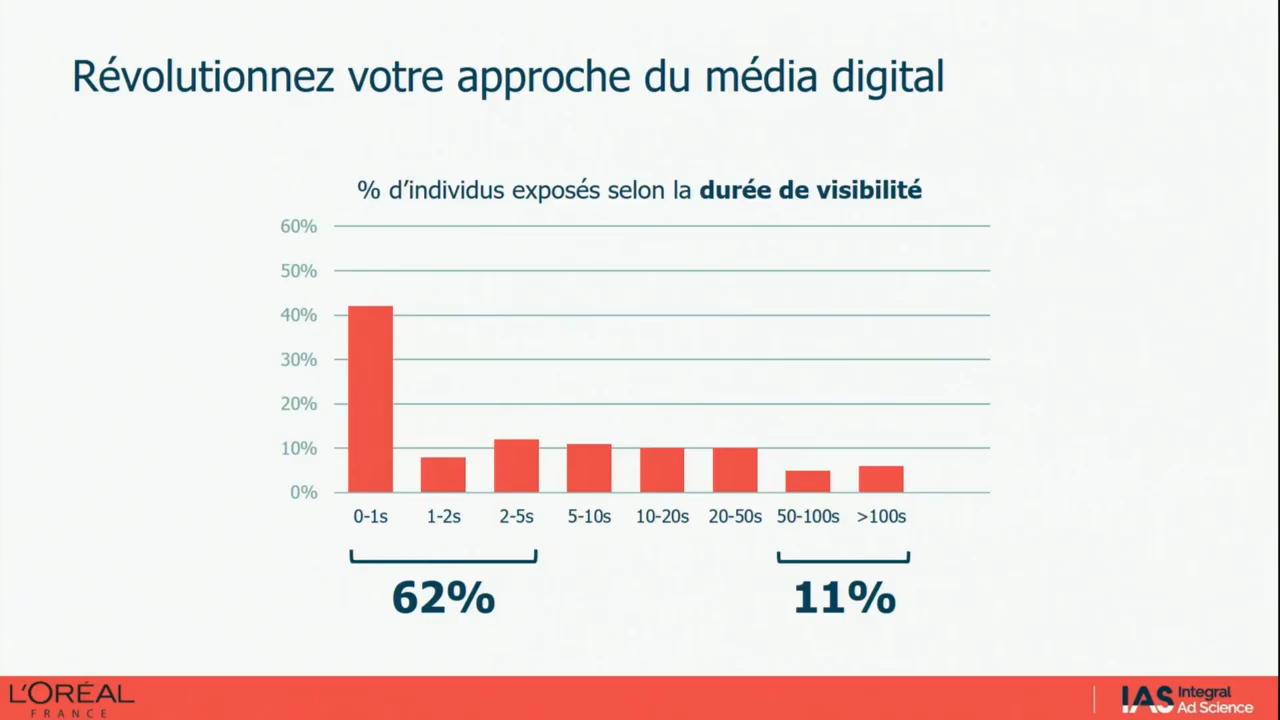 Révolutionnez votre approche du média digital
% d’individus exposés selon la durée de visibilité
60%
50%
40%
30%
20%
10%
0%
0-1s 1-2s 2-5s 5-10s 10-20s 20-50s 50-100s >100s
62% 11%
L'ORÉAL
FRANCE
IAS Integral
Ad Science